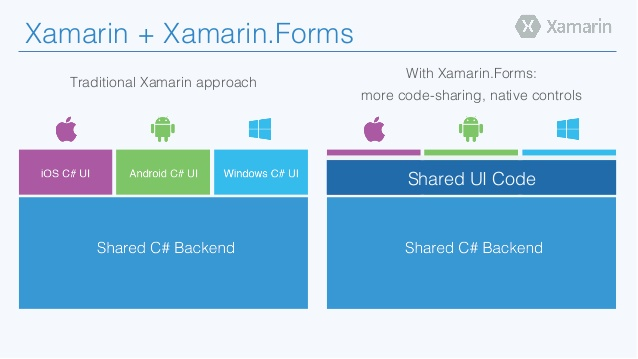 Xamarin + Xamarin.Forms
Xamarin
Traditional Xamarin approach
iOS C# UI
Android C# UI
Windows C# UI
Shared C# Backend
With Xamarin.Forms:
more code-sharing, native controls
Shared UI Code
Shared C# Backend